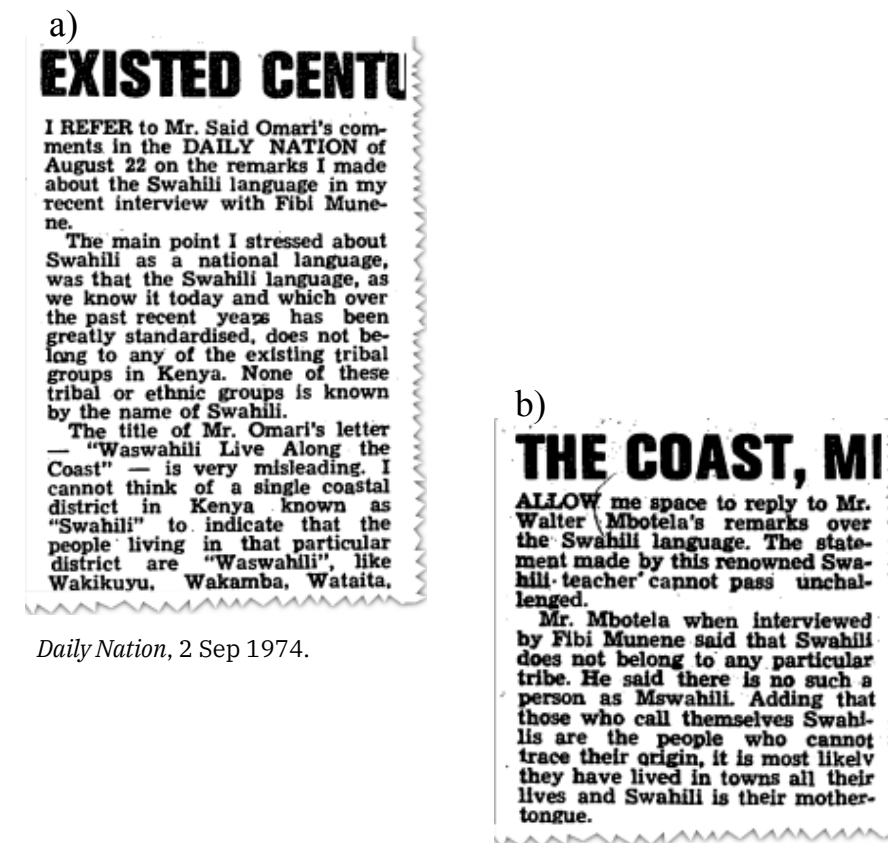 a)
EXISTED CENTU
I REFER to Mr. Said Omari's com-
ments in the DAILY NATION of
August 22 on the remarks I made
about the Swahili language in my
recent interview with Fibi Mune-
ne.
The main point I stressed about
Swahili as a national language,
was that the Swahili language, as
we know it today and which over
the past recent years has been
greatly standardised, does not be-
long to any of the existing tribal
groups in Kenya. None of these
tribal or ethnic groups is known
by the name of Swahili.
The title of Mr. Omari's letter
— "Waswahili Live Along the
Coast" — is very misleading. I
cannot think of a single coastal
district in Kenya known as
"Swahili" to indicate that the
people living in that particular
district are "Waswahili", like
Wakikuyu, Wakamba, Wataita,
Daily Nation, 2 Sep 1974.
b)
THE COAST, MI
ALLOW me space to reply to Mr.
Walter Mbotela's remarks over
the Swahili language. The state-
ment made by this renowned Swa-
hili teacher cannot pass unchal-
lenged.
Mr. Mbotela when interviewed
by Fibi Munene said that Swahili
does not belong to any particular
tribe. He said there is no such a
person as Mswahili. Adding that
those who call themselves Swahi-
lis are the people who cannot
trace their origin, it is most likely
they have lived in towns all their
lives and Swahili is their mother-
tongue.